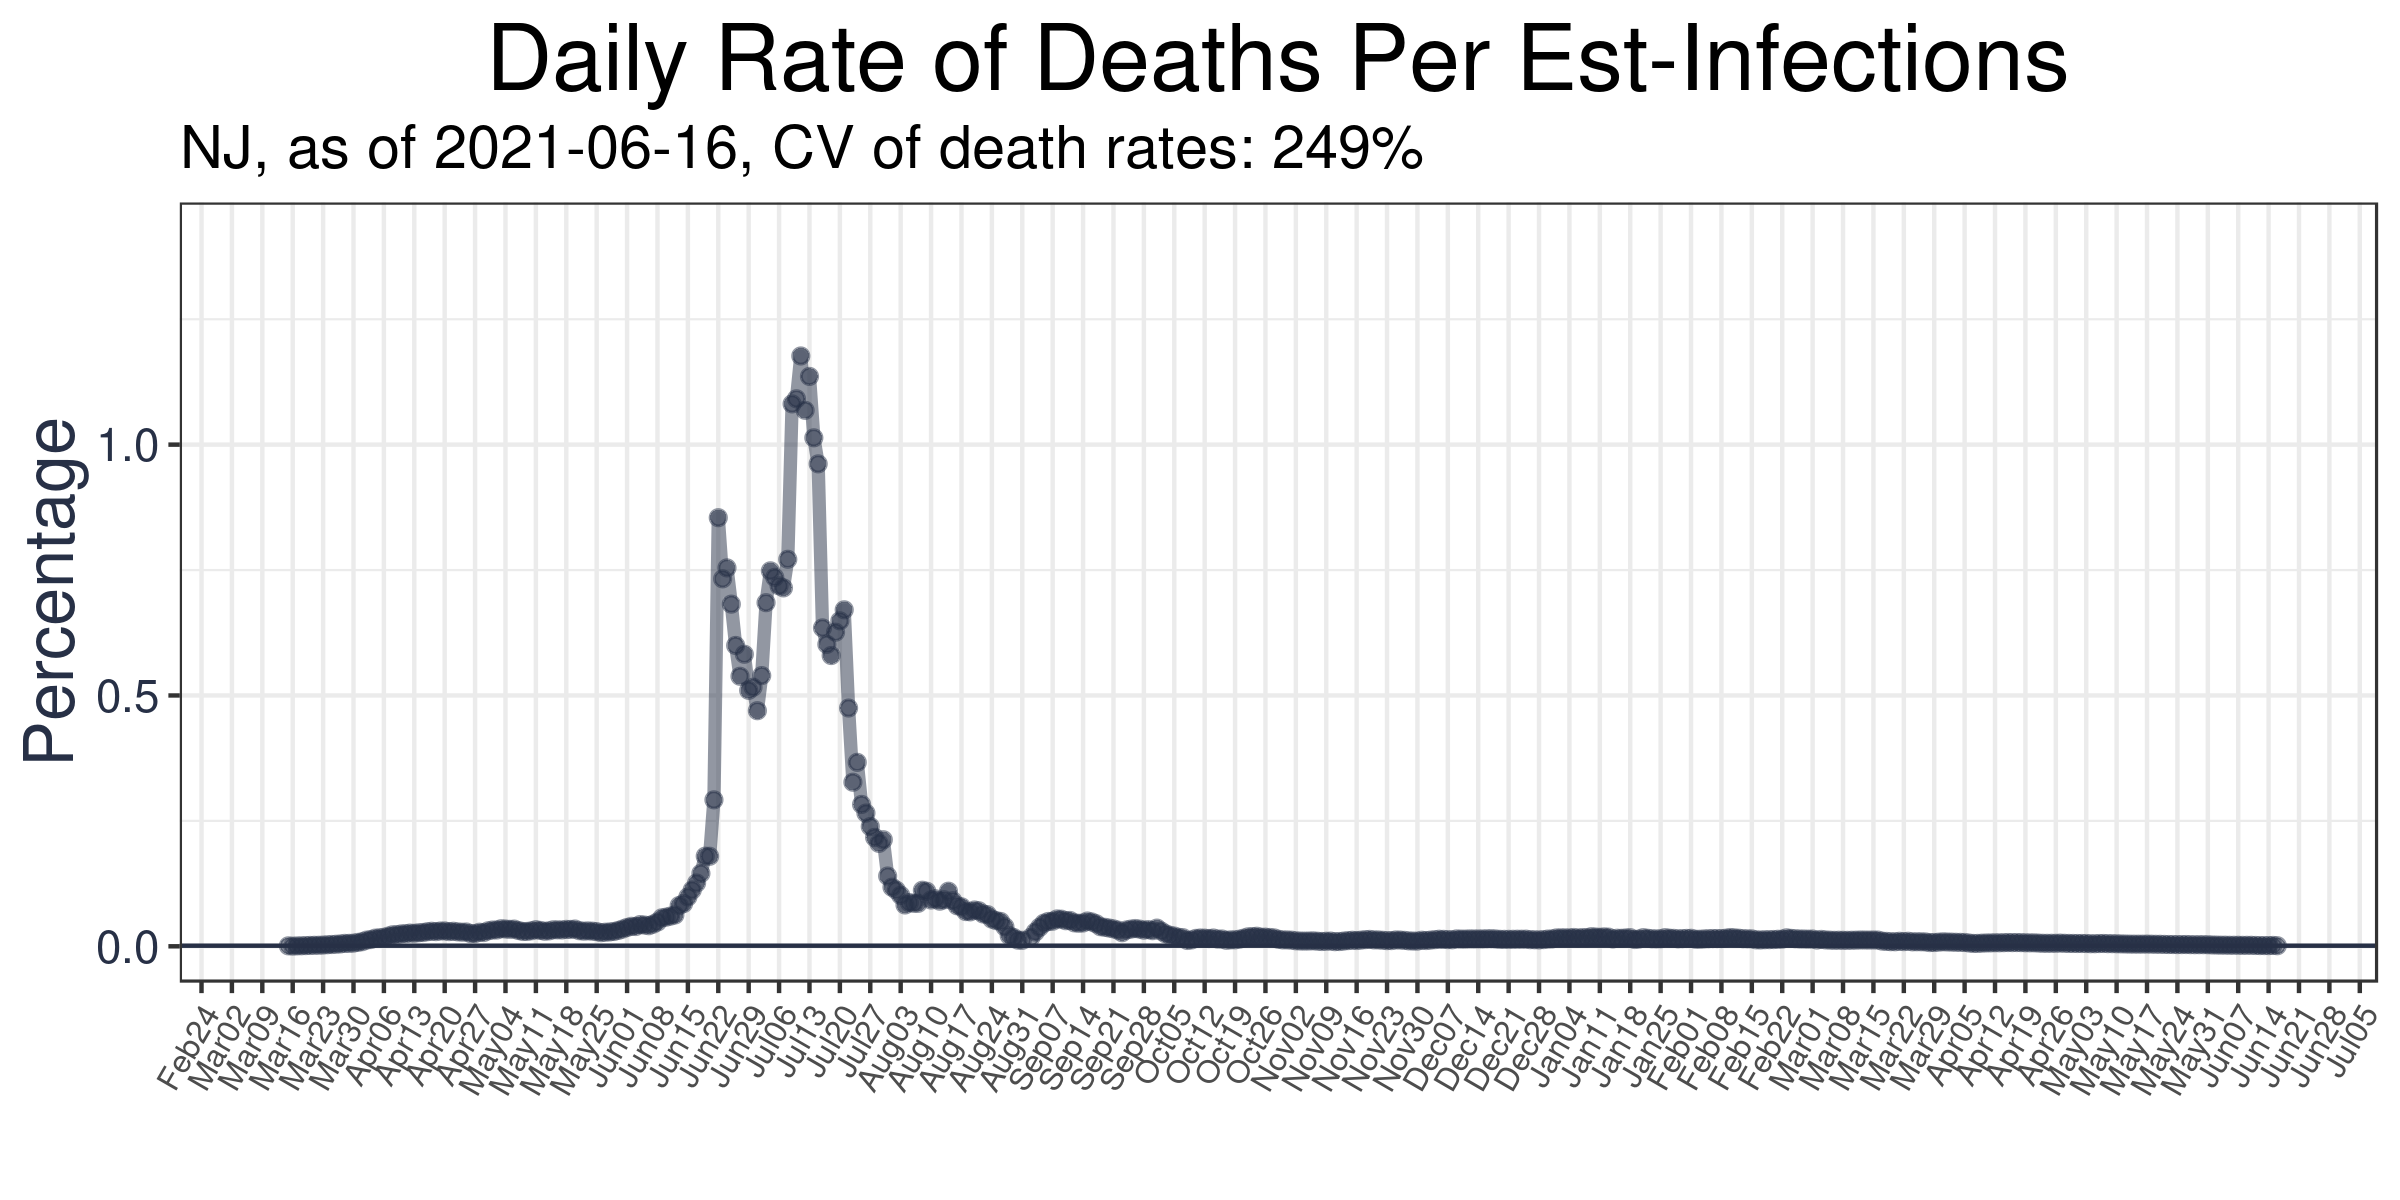 Daily Rate of Deaths Per Est-Infections
NJ, as of 2021-06-16, CV of death rates: 249%
Percentage
1.0
0.5
0.0
Feb24
Mar02
Mar09
Mar16
Mar23
Mar30
Apr06
Apr13
Apr20
Apr27
May04
May11
May18
May25
Jun01
Jun08
Jun15
Jun22
Jun29
Jul06
Jul13
Jul20
Jul27
Aug03
Aug10
Aug17
Aug24
Aug31
Sep07
Sep14
Sep21
Sep28
Oct05
Oct12
Oct19
Oct26
Nov02
Nov09
Nov16
Nov23
Nov30
Dec07
Dec14
Dec21
Dec28
Jan04
Jan11
Jan18
Jan25
Feb01
Feb08
Feb15
Feb22
Mar01
Mar08
Mar15
Mar22
Mar29
Apr05
Apr12
Apr19
Apr26
May03
May10
May17
May24
May31
Jun07
Jun14
Jun21
Jun28
Jul05